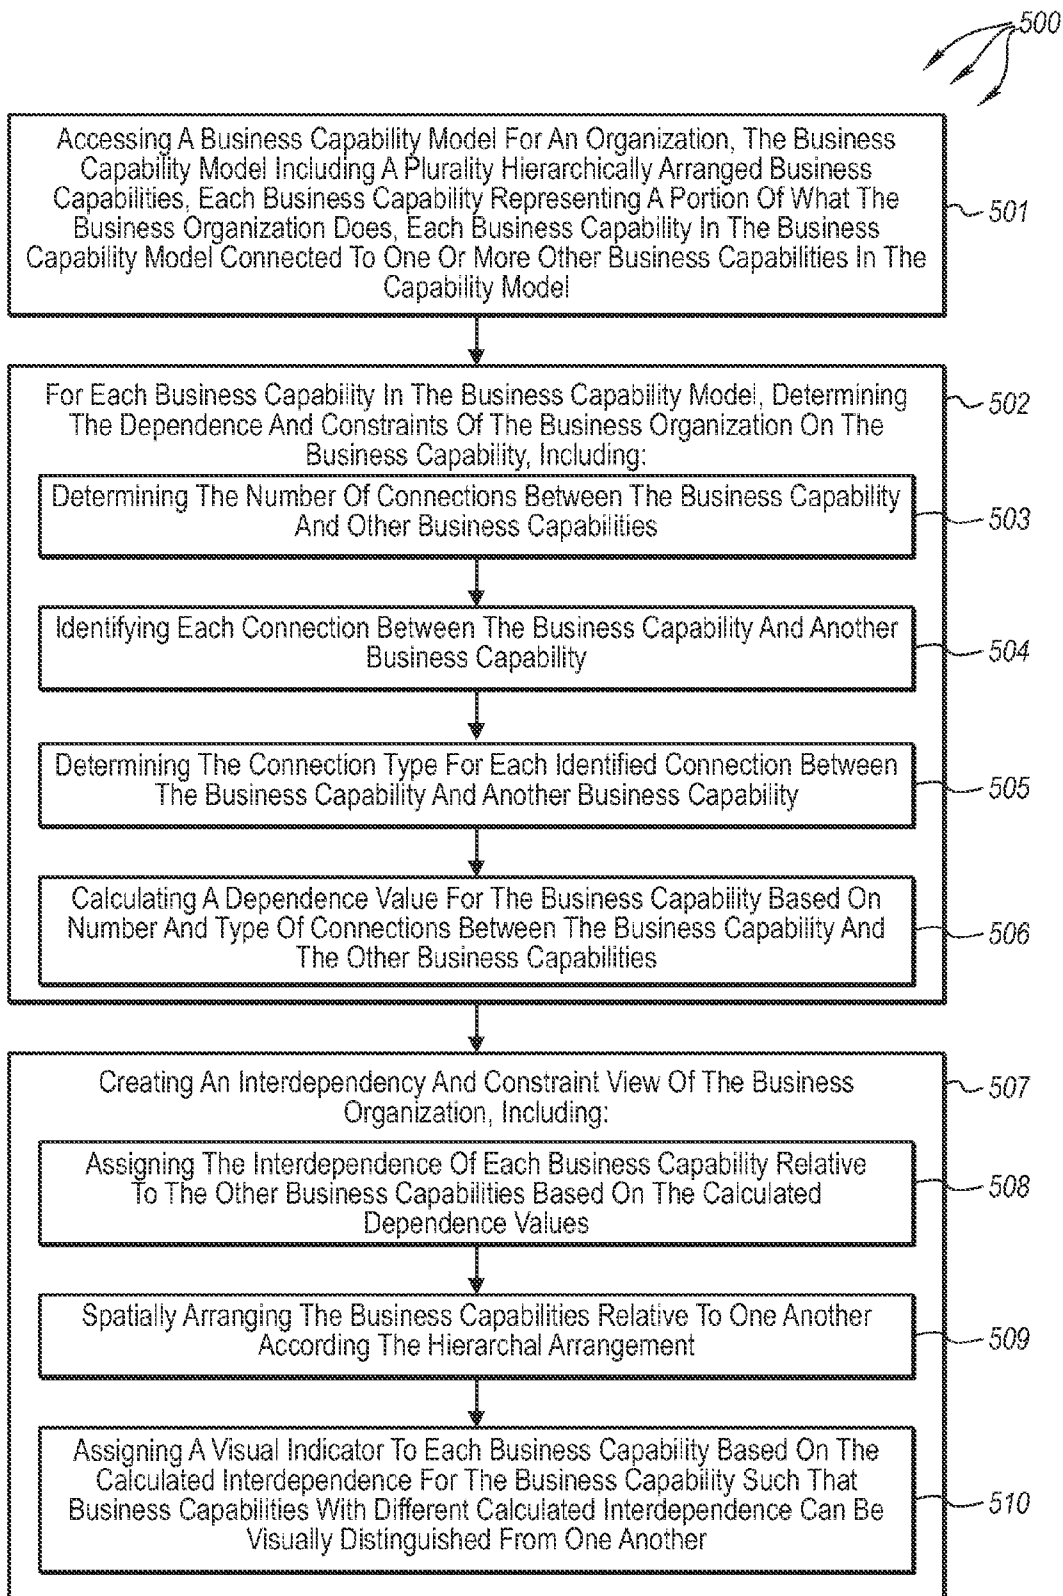 500
Accessing A Business Capability Model For An Organization, The Business
Capability Model Including A Plurality Hierarchically Arranged Business
Capabilities, Each Business Capability Representing A Portion Of What The
Business Organization Does, Each Business Capability In The Business
Capability Model Connected To One Or More Other Business Capabilities In The
Capability Model
501
For Each Business Capability In The Business Capability Model, Determining
The Dependence And Constraints Of The Business Organization On The
Business Capability, Including:
502
Determining The Number Of Connections Between The Business Capability
And Other Business Capabilities
503
Identifying Each Connection Between The Business Capability And Another
Business Capability
504
Determining The Connection Type For Each Identified Connection Between
The Business Capability And Another Business Capability
505
Calculating A Dependence Value For The Business Capability Based On
Number And Type Of Connections Between The Business Capability And
The Other Business Capabilities
506
Creating An Interdependency And Constraint View Of The Business
Organization, Including:
507
Assigning The Interdependence Of Each Business Capability Relative
To The Other Business Capabilities Based On The Calculated
Dependence Values
508
Spatially Arranging The Business Capabilities Relative To One Another
According The Hierarchal Arrangement
509
Assigning A Visual Indicator To Each Business Capability Based On The
Calculated Interdependence For The Business Capability Such That
Business Capabilities With Different Calculated Interdependence Can Be
Visually Distinguished From One Another
510